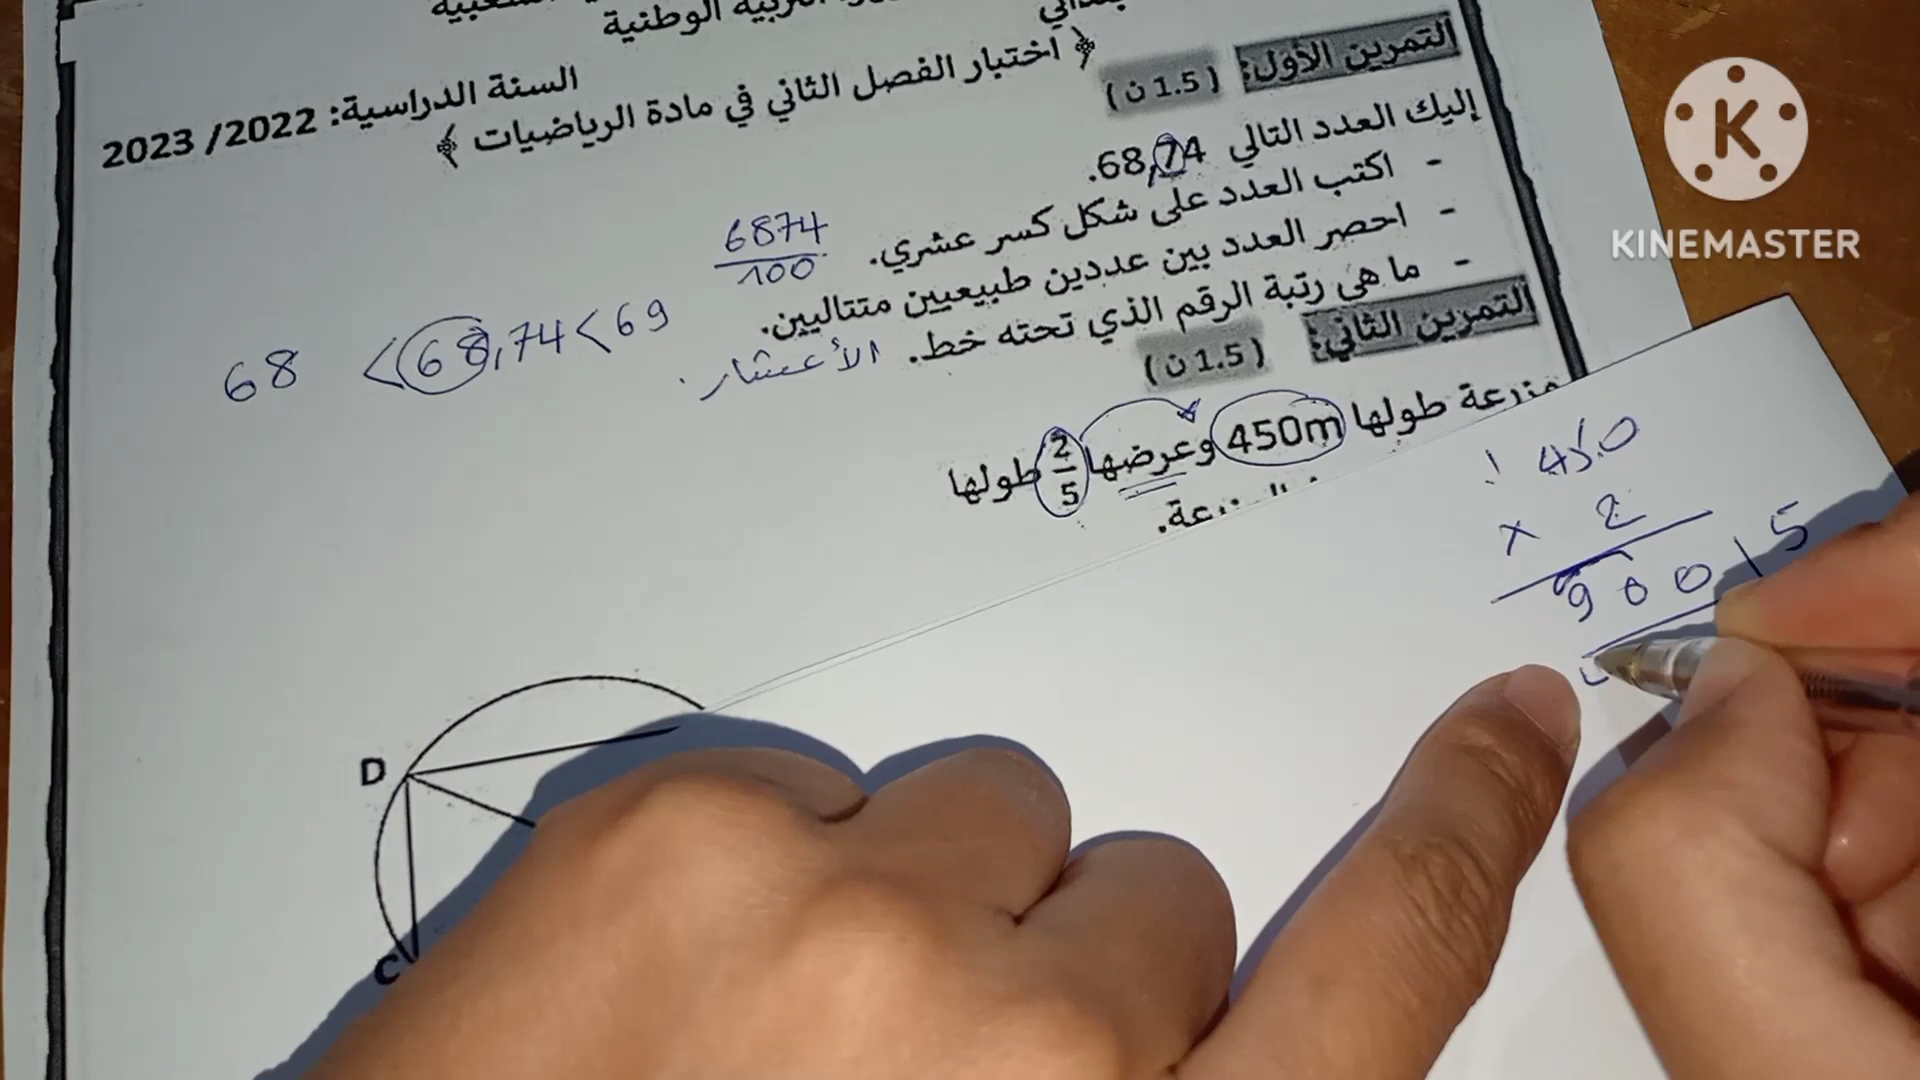 التربية الوطنية
السنة الدراسية: 2022/ 2023
﴿ اختبار الفصل الثاني في مادة الرياضيات ﴾
التمرين الأول: (1.5 ن)
إليك العدد التالي 68,74.
- اكتب العدد على شكل كسر عشري.
6874
100
- احصر العدد بين عددين طبيعيين متتاليين.
68 < 68,74 < 69
- ما هي رتبة الرقم الذي تحته خط.
الأعشار.
التمرين الثاني: (1.5 ن)
مزرعة طولها 450m وعرضها 2/5 طولها
450
× 2
900 5
D
C
K
KINEMASTER